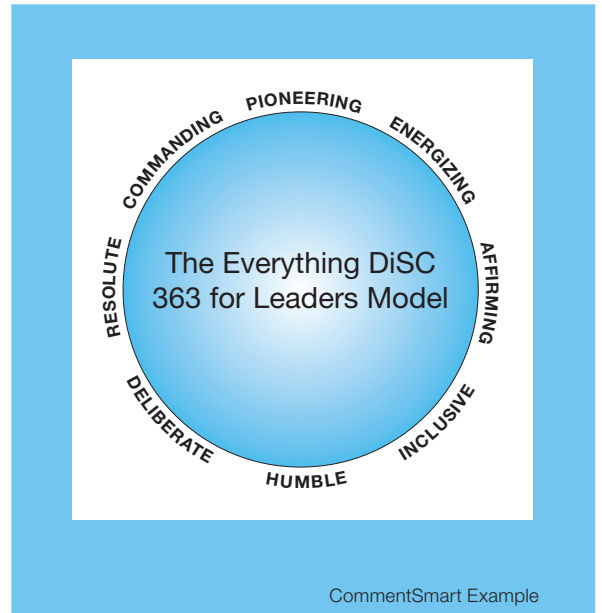 PIONEERING
ENERGIZING
AFFIRMING
INCLUSIVE
HUMBLE
DELIBERATE
RESOLUTE
COMMANDING
The Everything DiSC
363 for Leaders Model
CommentSmart Example